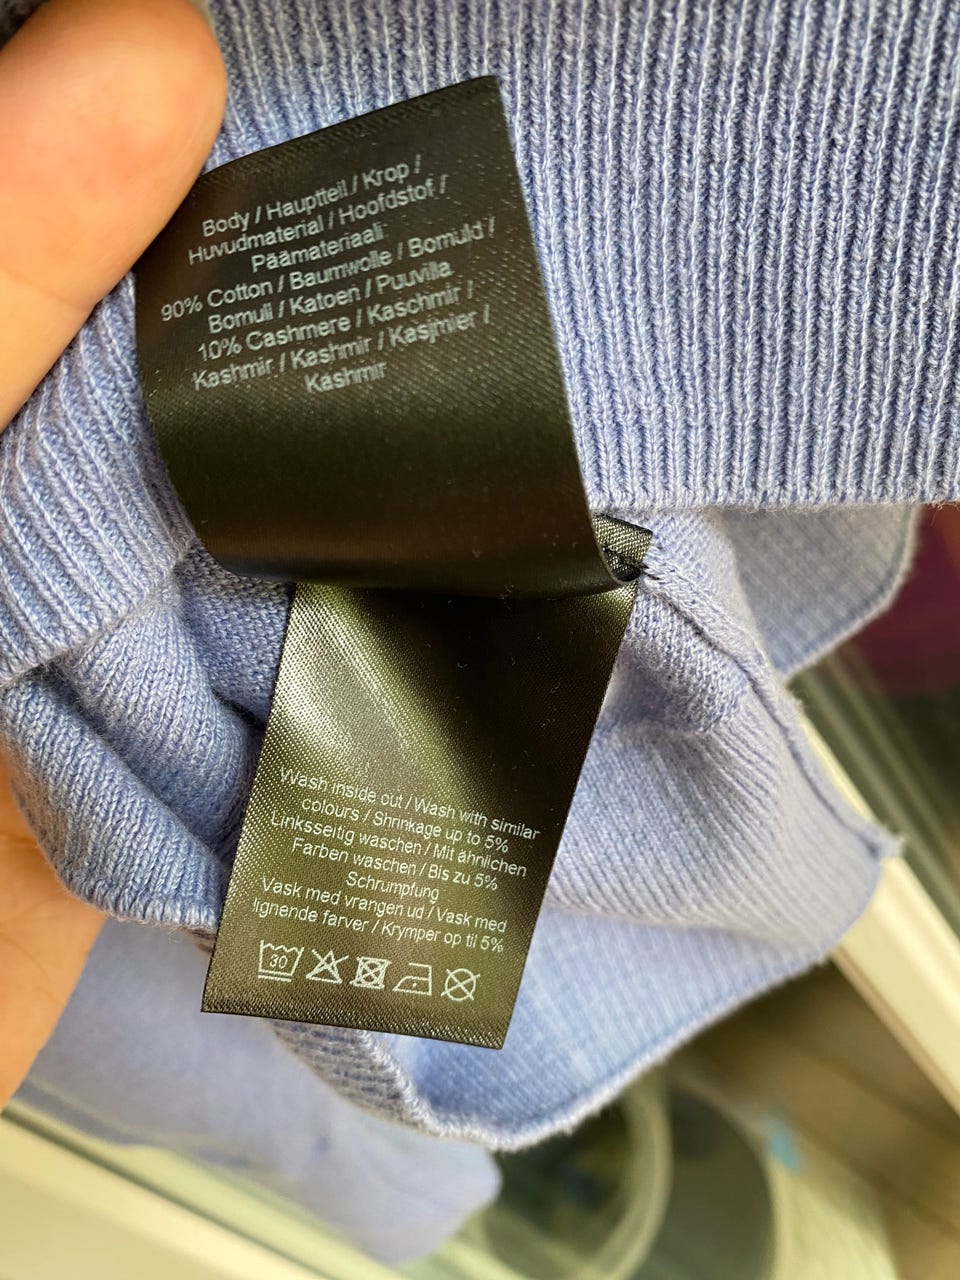 Body / Hauptteil / Krop /
Huvudmaterial / Hoofdstof /
Päämateriaali
90% Cotton / Baumwolle / Bomuld /
Bomull / Katoen / Puuvilla
10% Cashmere / Kaschmir /
Kashmir / Kashmir / Kasjmier /
Kashmir
Wash inside out / Wash with similar
colours / Shrinkage up to 5%
Linksseitig waschen / Mit ähnlichen
Farben waschen / Bis zu 5%
Schrumpfung
Vask med vrangen ud / Vask med
lignende farver / Krymper op til 5%
30